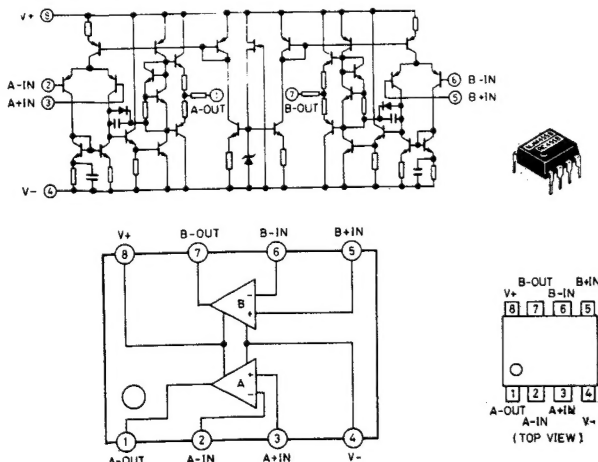 V+ 8
A-IN 2
A+IN 3
1
A-OUT
7
B-OUT
6 B-IN
5 B+IN
V- 4
V+ B-OUT B-IN B+IN
8 7 6 5
- B +
A + -
1 2 3 4
A-OUT A-IN A+IN V-
B-OUT B+IN
V+ B-IN
8 7 6 5
1 2 3 4
A-OUT A+IN
A-IN V-
(TOP VIEW)